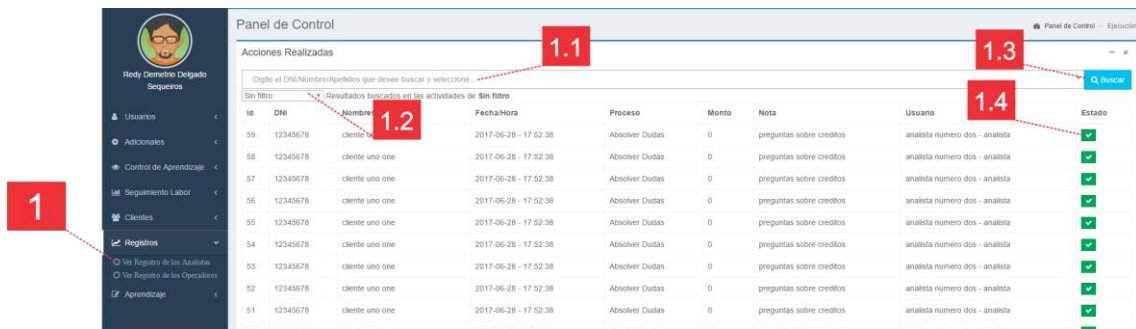 Panel de Control
Panel de Control > Ejecución
Acciones Realizadas
1.1
1.3
Redy Demetrio Delgado
Sequeiros
Digite el DNI/Nombre/Apellidos que desee buscar y seleccioné...
Buscar
Sin filtro
Resultados buscados en las actividades de Sin filtro
1.2
1.4
Usuarios
Adicionales
Control de Aprendizaje
Seguimiento Labor
Clientes
Registros
Ver Registro de los Analistas
Ver Registro de los Operadores
Aprendizaje
1
Id DNI Nombres Fecha/Hora Proceso Monto Nota Usuario Estado
59 12345678 cliente 2017-06-28 - 17:52:38 Absolver Dudas 0 preguntas sobre creditos analista numero dos - analista
58 12345678 cliente uno one 2017-06-28 - 17:52:38 Absolver Dudas 0 preguntas sobre creditos analista numero dos - analista
57 12345678 cliente uno one 2017-06-28 - 17:52:38 Absolver Dudas 0 preguntas sobre creditos analista numero dos - analista
56 12345678 cliente uno one 2017-06-28 - 17:52:38 Absolver Dudas 0 preguntas sobre creditos analista numero dos - analista
55 12345678 cliente uno one 2017-06-28 - 17:52:38 Absolver Dudas 0 preguntas sobre creditos analista numero dos - analista
54 12345678 cliente uno one 2017-06-28 - 17:52:38 Absolver Dudas 0 preguntas sobre creditos analista numero dos - analista
53 12345678 cliente uno one 2017-06-28 - 17:52:38 Absolver Dudas 0 preguntas sobre creditos analista numero dos - analista
52 12345678 cliente uno one 2017-06-28 - 17:52:38 Absolver Dudas 0 preguntas sobre creditos analista numero dos - analista
51 12345678 cliente uno one 2017-06-28 - 17:52:38 Absolver Dudas 0 preguntas sobre creditos analista numero dos - analista